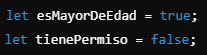 let esMayorDeEdad = true;
let tienePermiso = false;